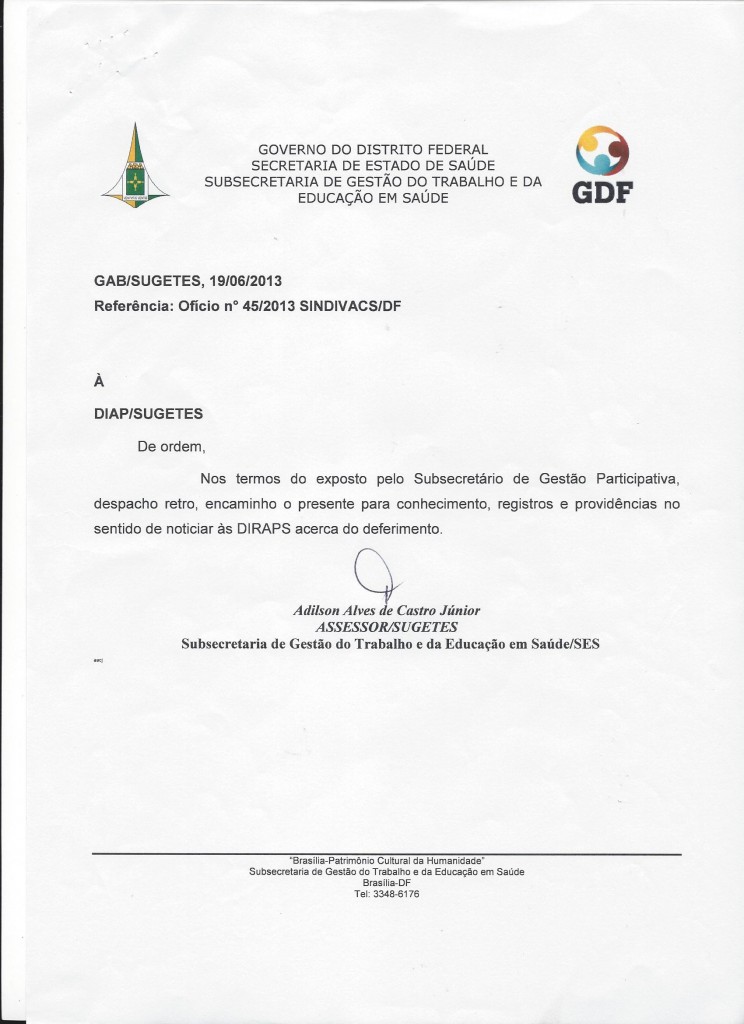 GOVERNO DO DISTRITO FEDERAL
SECRETARIA DE ESTADO DE SAÚDE
SUBSECRETARIA DE GESTÃO DO TRABALHO E DA
EDUCAÇÃO EM SAÚDE
GDF
GAB/SUGETES, 19/06/2013
Referência: Ofício n° 45/2013 SINDIVACS/DF
À
DIAP/SUGETES
De ordem,
Nos termos do exposto pelo Subsecretário de Gestão Participativa,
despacho retro, encaminho o presente para conhecimento, registros e providências no
sentido de noticiar às DIRAPS acerca do deferimento.
Adilson Alves de Castro Júnior
ASSESSOR/SUGETES
Subsecretaria de Gestão do Trabalho e da Educação em Saúde/SES
"Brasília-Patrimônio Cultural da Humanidade"
Subsecretaria de Gestão do Trabalho e da Educação em Saúde
Brasília-DF
Tel: 3348-6176